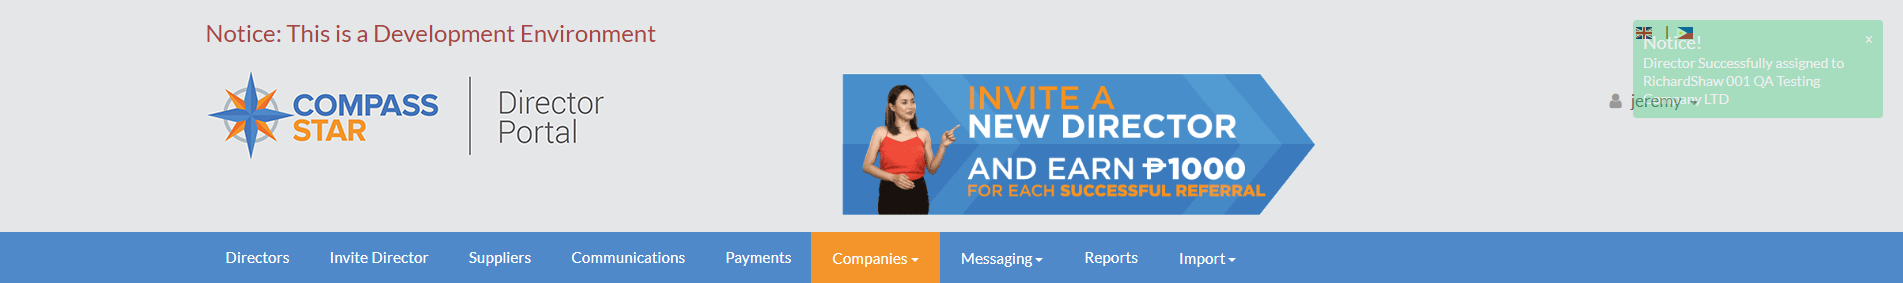 Notice: This is a Development Environment
COMPASS
STAR
Director
Portal
INVITE A
NEW DIRECTOR
AND EARN ₱1000
FOR EACH SUCCESSFUL REFERRAL
Notice!
x
Director Successfully assigned to
RichardShaw 001 QA Testing
Company LTD
jeremy
Directors
Invite Director
Suppliers
Communications
Payments
Companies
Messaging
Reports
Import